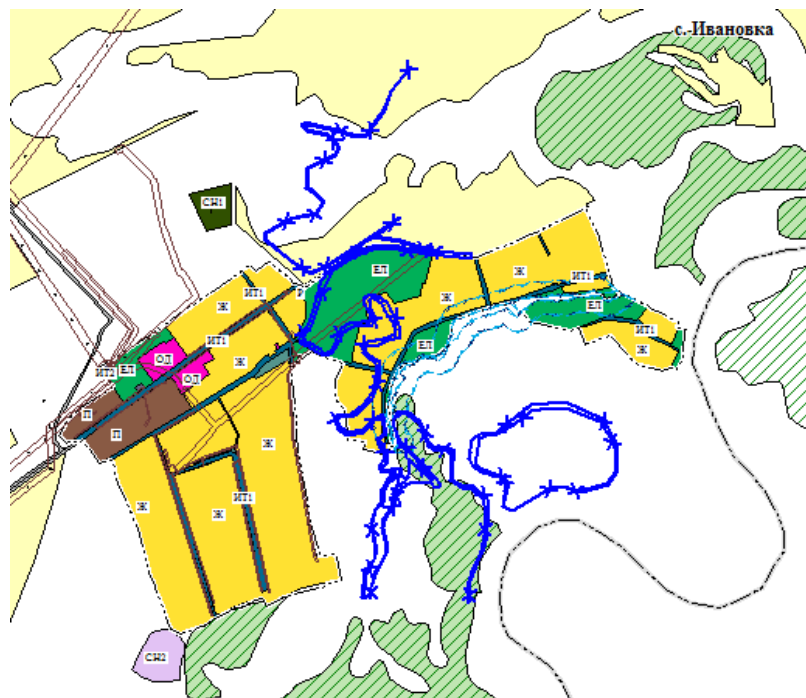 с.-Ивановка
СН1
ЕЛ
Ж
ИТ1
Ж
ИТ1
Р
Ж
ЕЛ
ИТ1
ИТ1
Ж
ОД
ЕЛ
ИТ2
Ж
ОД
ЕЛ
Ж
П
П
Ж
Ж
ИТ1
Ж
СН2